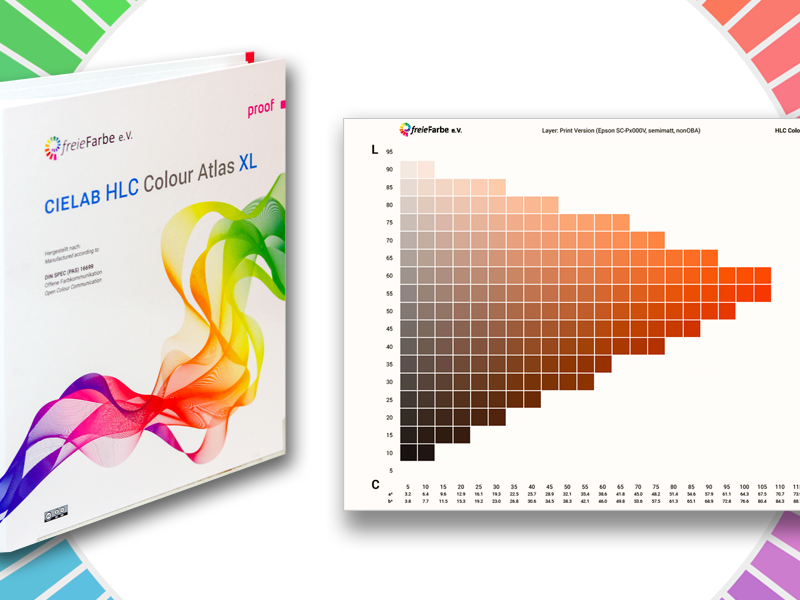 proof
freieFarbe e.V.
CIELAB HLC Colour Atlas XL
Hergestellt nach:
Manufactured according to
DIN SPEC (PAS) 16699
Offene Farbkommunikation
Open Colour Communication
freieFarbe e.V.
Layer: Print Version (Epson SC-Px000V, semimatt, nonOBA)
HLC Colo
L
95
90
85
80
75
70
65
60
55
50
45
40
35
30
25
20
15
10
5
C
5 10 15 20 25 30 35 40 45 50 55 60 65 70 75 80 85 90 95 100 105 110
a* 3.2 6.4 9.6 12.9 16.1 19.3 22.5 25.7 28.9 32.1 35.4 38.6 41.8 45.0 48.2 51.4 54.6 57.9 61.1 64.3 67.5 70.7
b* 3.8 7.7 11.5 15.3 19.2 23.0 26.8 30.6 34.5 38.3 42.1 46.0 49.8 53.6 57.5 61.3 65.1 68.9 72.8 76.6 80.4 84.3